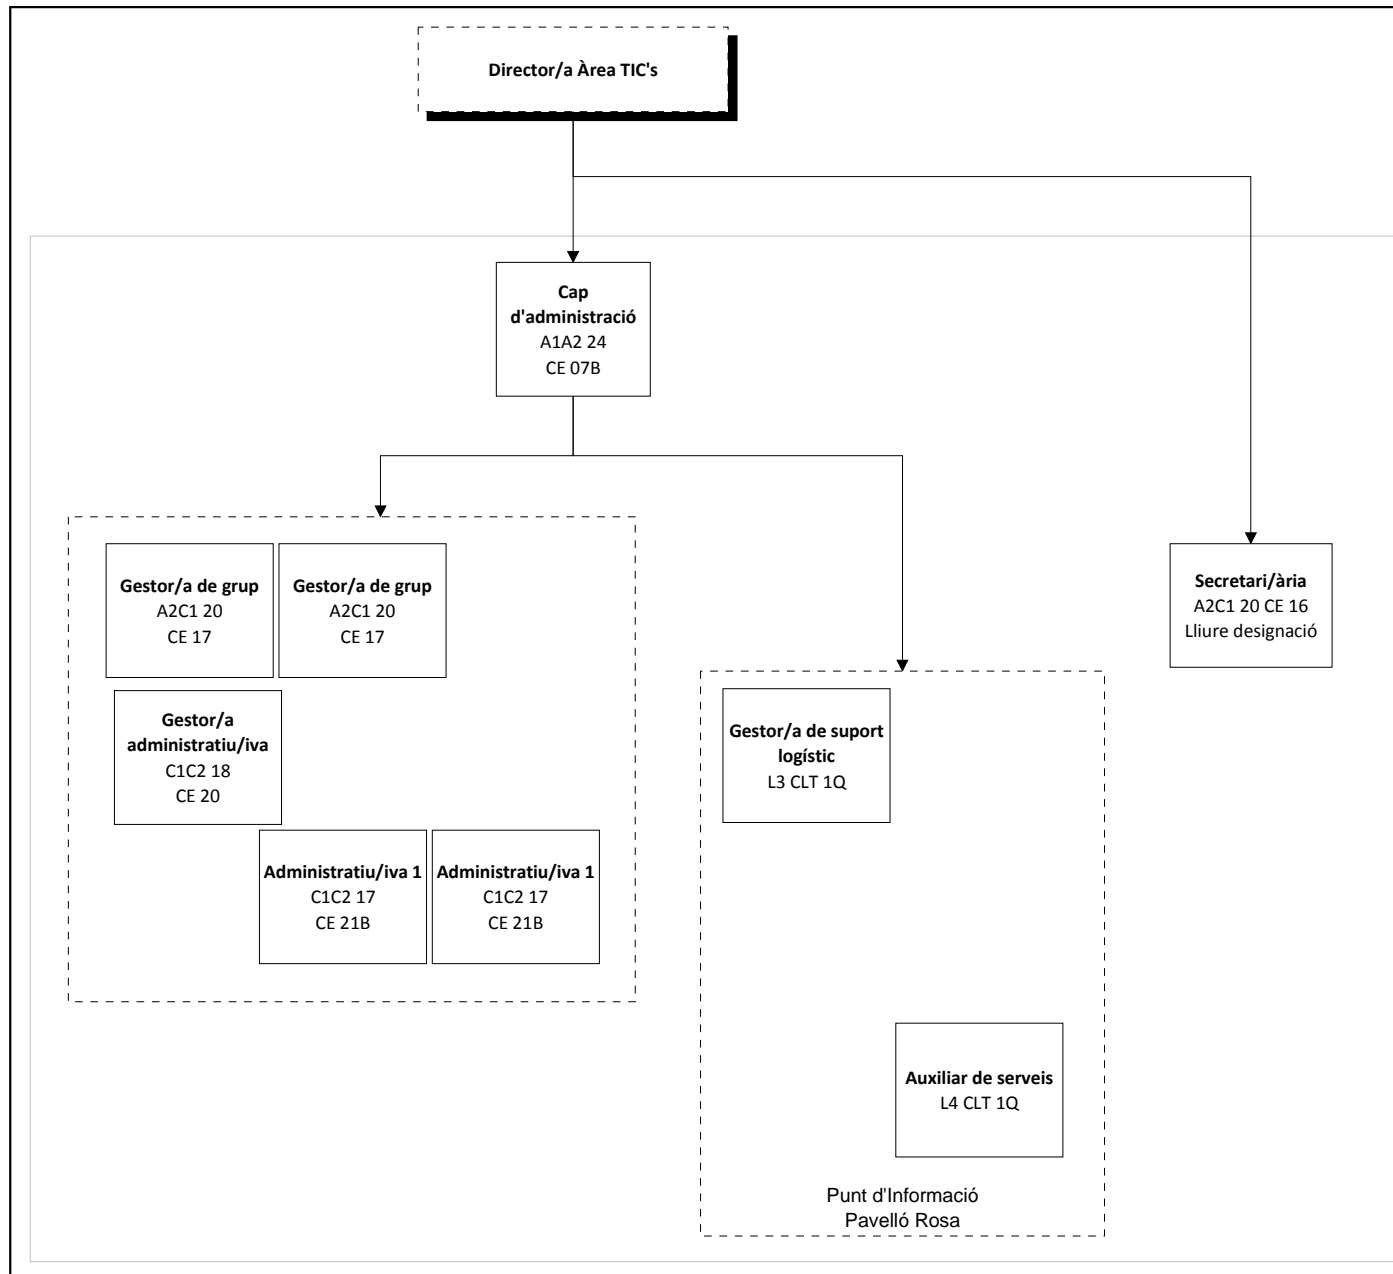 Director/a Àrea TIC's
Cap
d'administració
A1A2 24
CE 07B
Gestor/a de grup
A2C1 20
CE 17
Gestor/a de grup
A2C1 20
CE 17
Secretari/ària
A2C1 20 CE 16
Lliure designació
Gestor/a
administratiu/iva
C1C2 18
CE 20
Gestor/a de suport
logístic
L3 CLT 1Q
Administratiu/iva 1
C1C2 17
CE 21B
Administratiu/iva 1
C1C2 17
CE 21B
Auxiliar de serveis
L4 CLT 1Q
Punt d'Informació
Pavelló Rosa